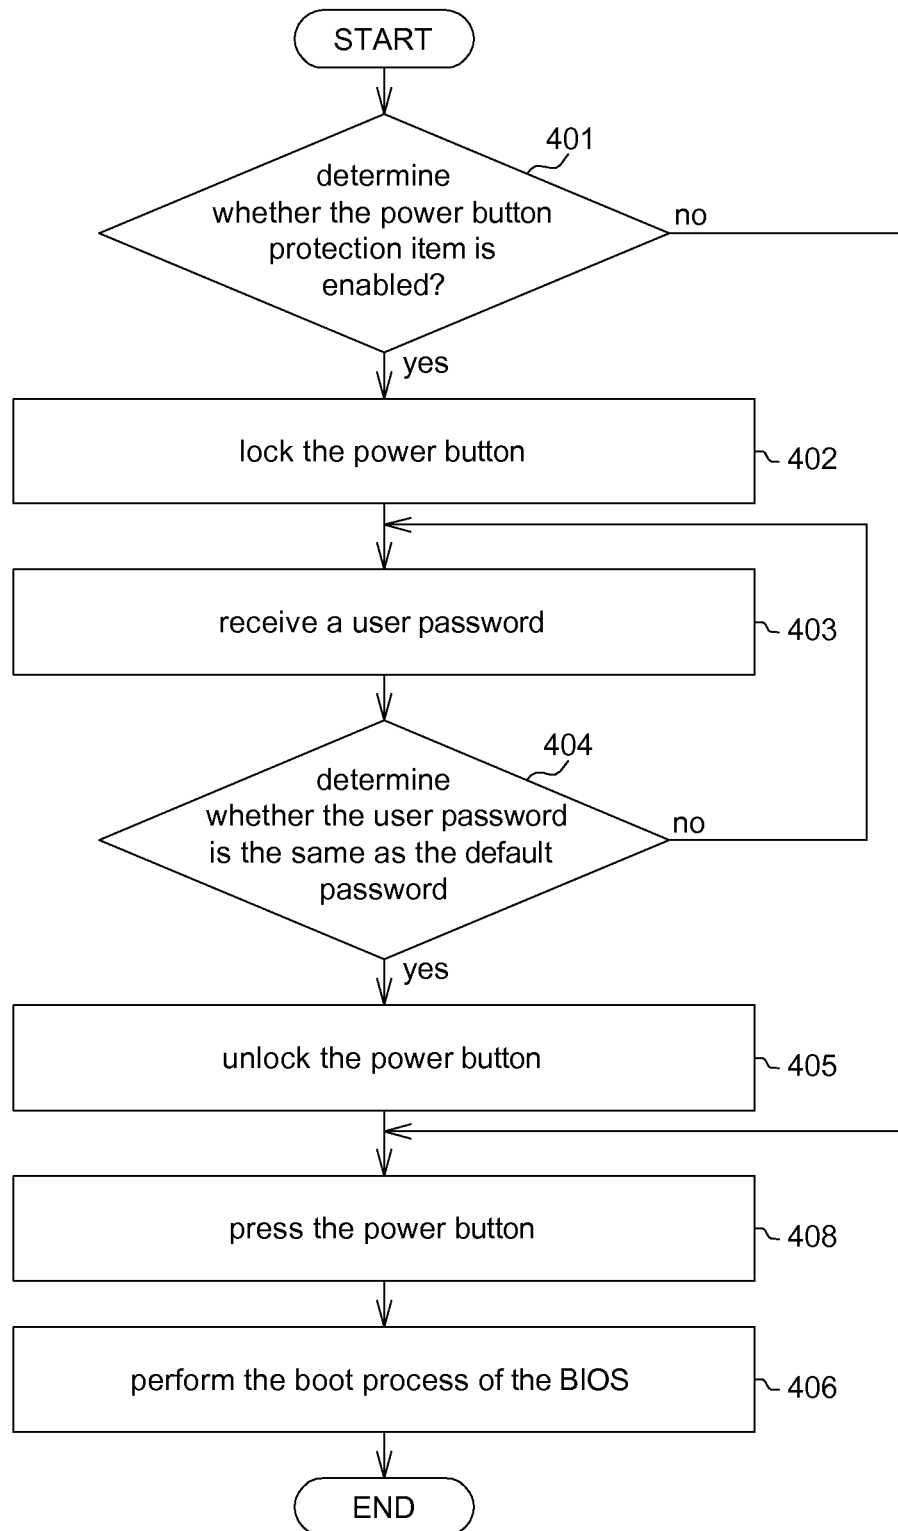 START
401
determine
whether the power button
protection item is
enabled?
no
yes
lock the power button
402
receive a user password
403
404
determine
whether the user password
is the same as the default
password
no
yes
unlock the power button
405
press the power button
408
perform the boot process of the BIOS
406
END